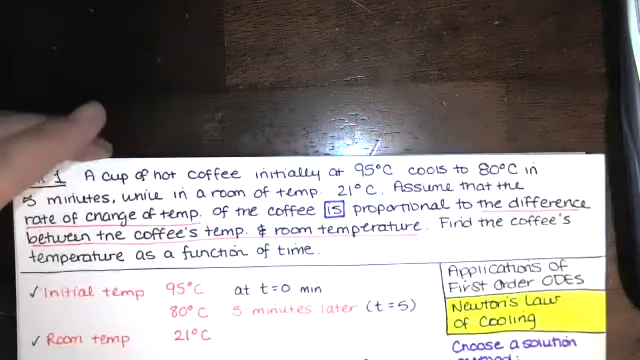 1 A cup of hot coffee initially at 95°C cools to 80°C in
5 minutes, while in a room of temp. 21°C. Assume that the
rate of change of temp. of the coffee is proportional to the difference
between the coffee's temp. & room temperature. Find the coffee's
temperature as a function of time.
✓ Initial temp 95°C at t=0 min
80°C 5 minutes later (t=5)
✓ Room temp 21°C
Applications of
First Order ODES
Newton's Law
of Cooling
Choose a solution